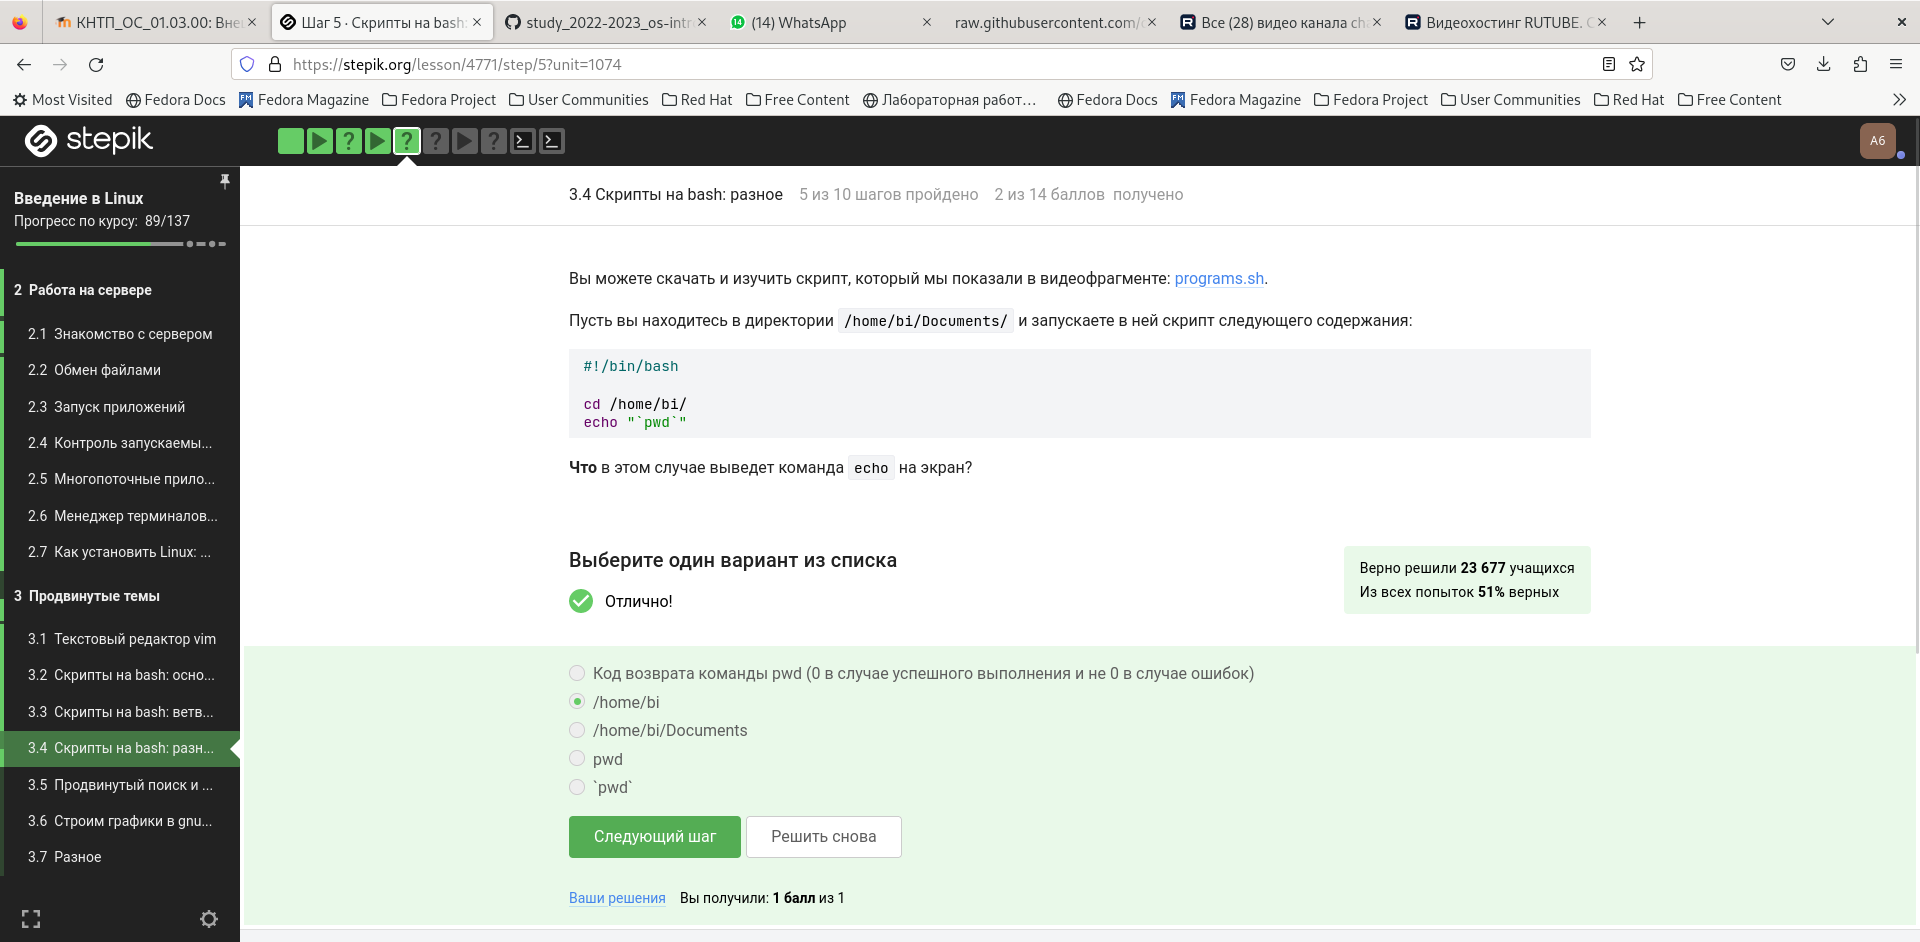 КНТП_ОС_01.03.00: Вне
Шаг 5 · Скрипты на bash:
study_2022-2023_os-intr
(14) WhatsApp
raw.githubusercontent.com/
Все (28) видео канала
Видеохостинг RUTUBE.
https://stepik.org/lesson/4771/step/5?unit=1074
Most Visited
Fedora Docs
Fedora Magazine
Fedora Project
User Communities
Red Hat
Free Content
Лабораторная работ…
Fedora Docs
Fedora Magazine
Fedora Project
User Communities
Red Hat
Free Content
stepik
A6
Введение в Linux
Прогресс по курсу: 89/137
2 Работа на сервере
2.1 Знакомство с сервером
2.2 Обмен файлами
2.3 Запуск приложений
2.4 Контроль запускаемы...
2.5 Многопоточные прило...
2.6 Менеджер терминалов...
2.7 Как установить Linux: ...
3 Продвинутые темы
3.1 Текстовый редактор vim
3.2 Скрипты на bash: осно...
3.3 Скрипты на bash: ветв...
3.4 Скрипты на bash: разн...
3.5 Продвинутый поиск и ...
3.6 Строим графики в gnu...
3.7 Разное
3.4 Скрипты на bash: разное 5 из 10 шагов пройдено 2 из 14 баллов получено
Вы можете скачать и изучить скрипт, который мы показали в видеофрагменте: programs.sh.
Пусть вы находитесь в директории /home/bi/Documents/ и запускаете в ней скрипт следующего содержания:
#!/bin/bash
cd /home/bi/
echo "`pwd`"
Что в этом случае выведет команда echo на экран?
Выберите один вариант из списка
Отлично!
Верно решили 23 677 учащихся
Из всех попыток 51% верных
Код возврата команды pwd (0 в случае успешного выполнения и не 0 в случае ошибок)
/home/bi
/home/bi/Documents
pwd
`pwd`
Следующий шаг
Решить снова
Ваши решения Вы получили: 1 балл из 1